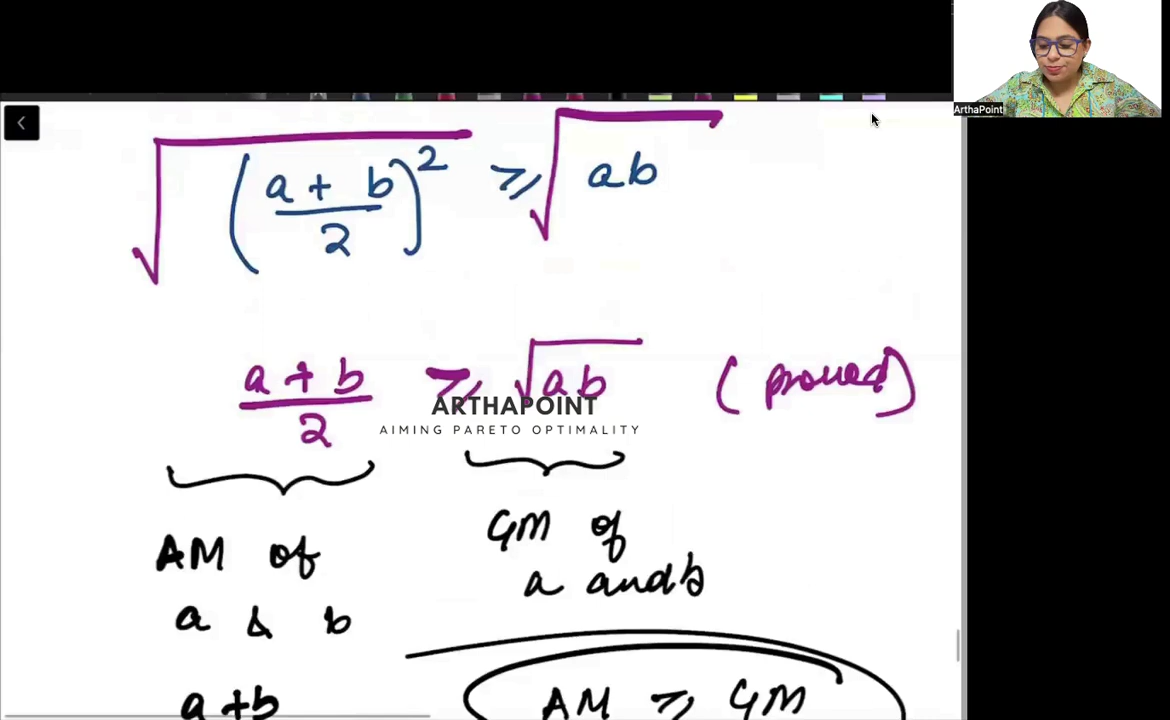 ArthaPoint
√((a + b)/2)² ≥ √ab
(a + b)/2 ≥ √ab (proved)
ARTHAPOINT
AIMING PARETO OPTIMALITY
AM of
a & b
GM of
a and b
a+b
AM ≥ GM